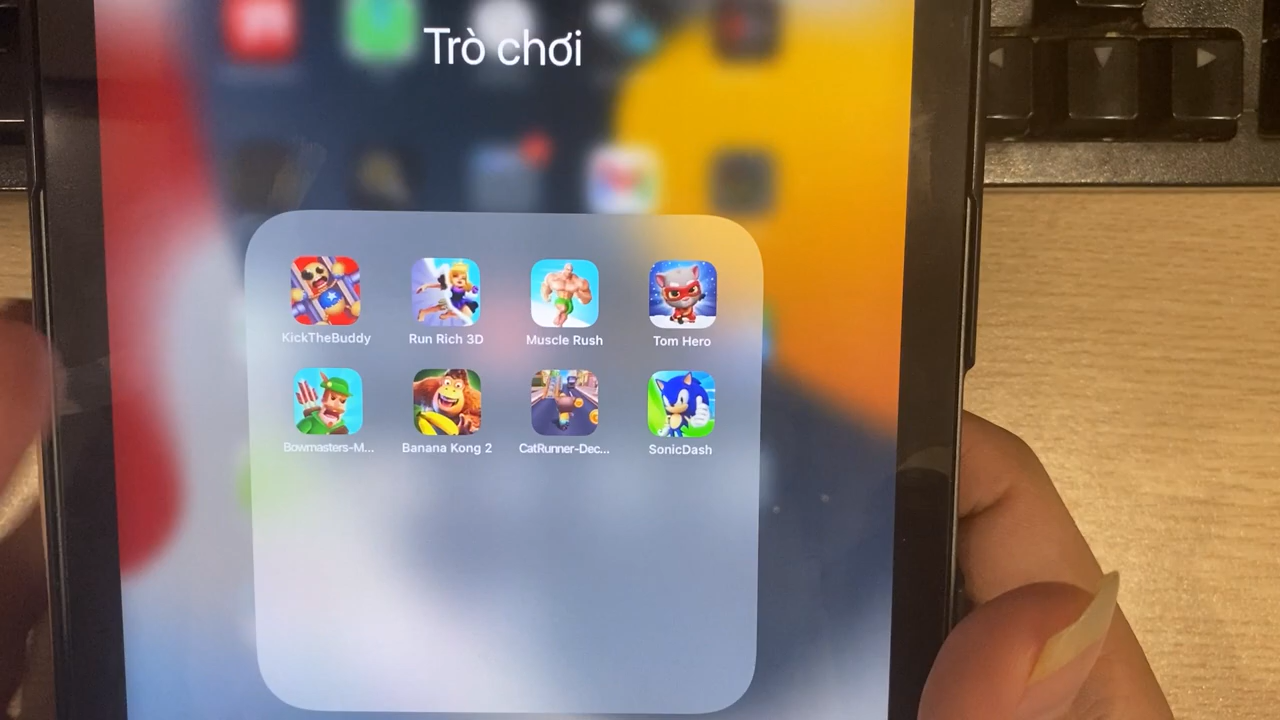 Trò chơi
KickTheBuddy
Run Rich 3D
Muscle Rush
Tom Hero
Bowmasters-M...
Banana Kong 2
CatRunner-Dec...
SonicDash